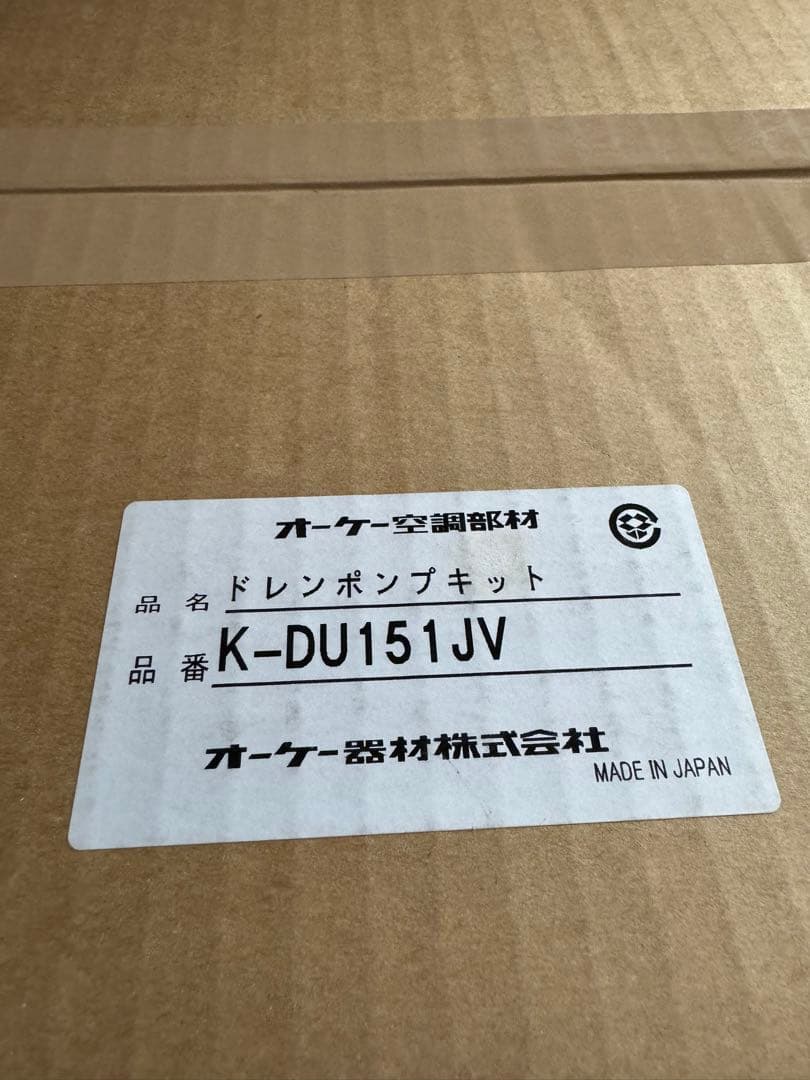 オーケー空調部材
品名 ドレンポンプキット
品番 K-DU151JV
オーケー器材株式会社
MADE IN JAPAN